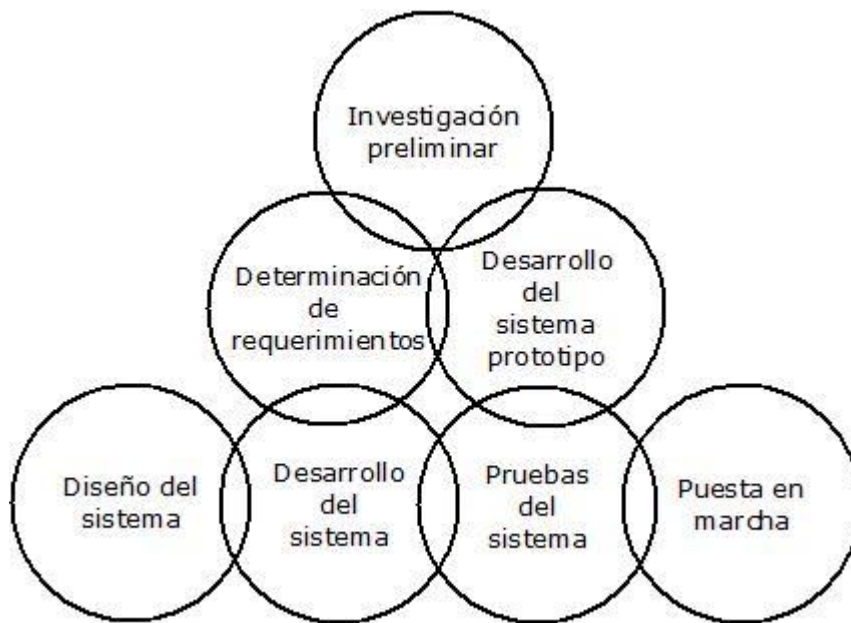 Investigación
preliminar
Determinación
de
requerimientos
Desarrollo
del
sistema
prototipo
Diseño del
sistema
Desarrollo
del
sistema
Pruebas
del
sistema
Puesta en
marcha